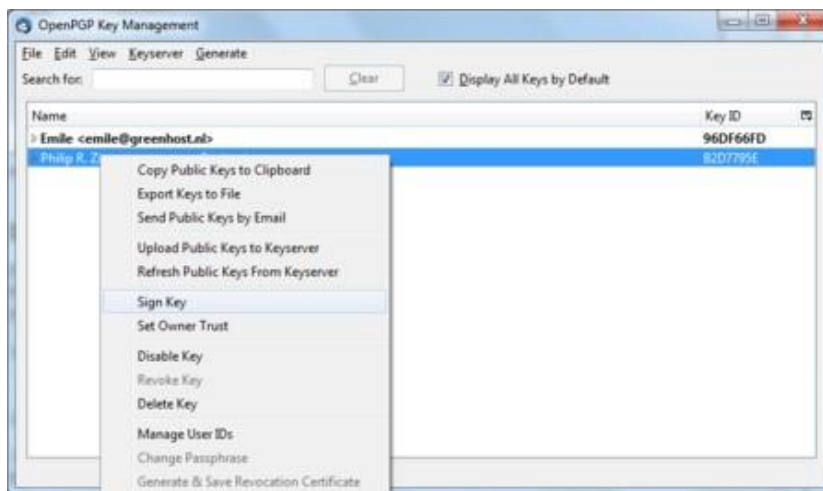 OpenPGP Key Management
File Edit View Keyserver Generate
Search for: Clear Display All Keys by Default
Name Key ID
Emile <emile@greenhost.nl> 96DF66FD
Philip R. Z B2D7795E
Copy Public Keys to Clipboard
Export Keys to File
Send Public Keys by Email
Upload Public Keys to Keyserver
Refresh Public Keys From Keyserver
Sign Key
Set Owner Trust
Disable Key
Revoke Key
Delete Key
Manage User IDs
Change Passphrase
Generate & Save Revocation Certificate